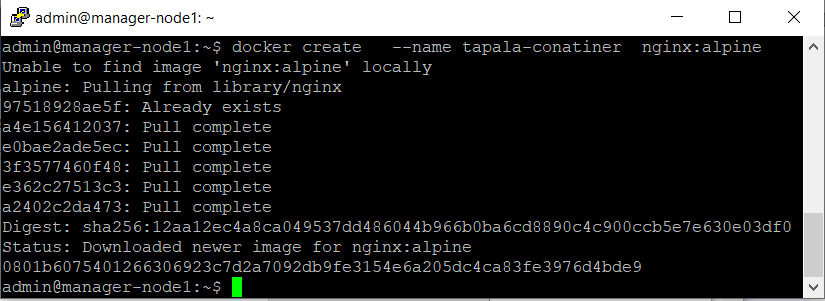 admin@manager-node1: ~
admin@manager-node1:~$ docker create   --name tapala-conatiner  nginx:alpine
Unable to find image 'nginx:alpine' locally
alpine: Pulling from library/nginx
97518928ae5f: Already exists
a4e156412037: Pull complete
e0bae2ade5ec: Pull complete
3f3577460f48: Pull complete
e362c27513c3: Pull complete
a2402c2da473: Pull complete
Digest: sha256:12aa12ec4a8ca049537dd486044b966b0ba6cd8890c4c900ccb5e7e630e03df0
Status: Downloaded newer image for nginx:alpine
0801b6075401266306923c7d2a7092db9fe3154e6a205dc4ca83fe3976d4bde9
admin@manager-node1:~$